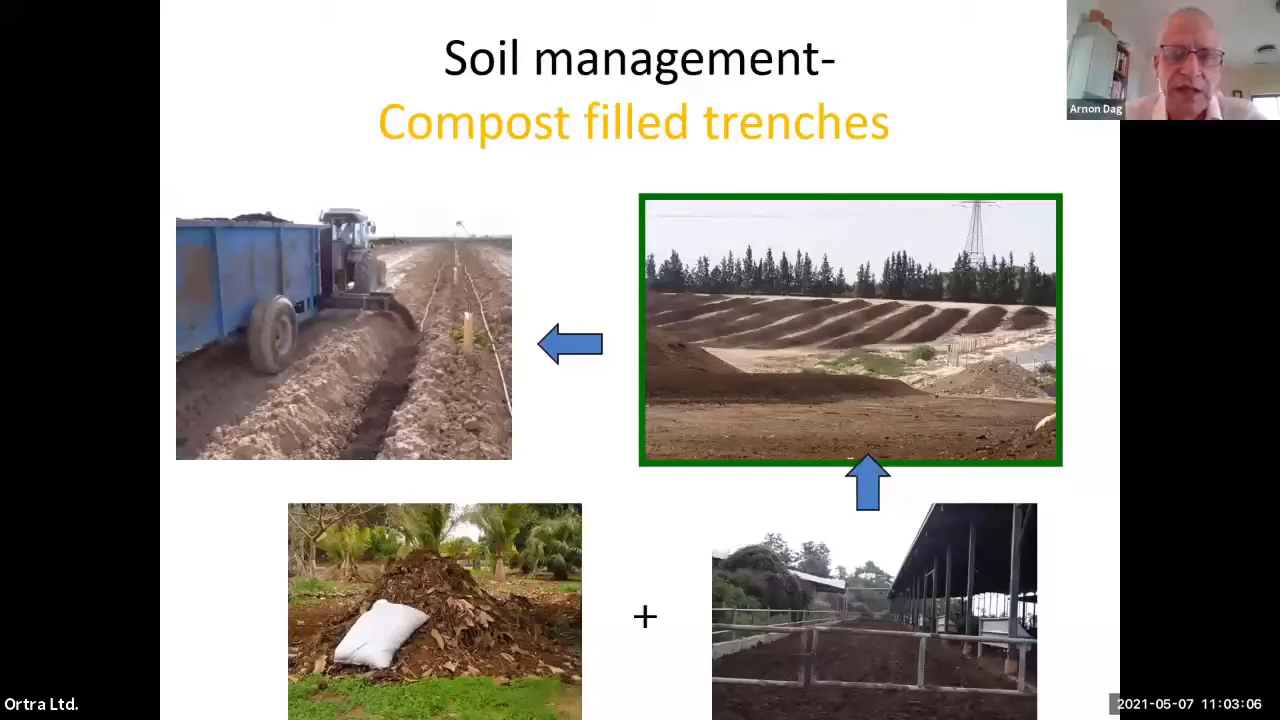 Soil management-
Compost filled trenches
Arnon Dag
+
Ortra Ltd.
2021-05-07 11:03:06